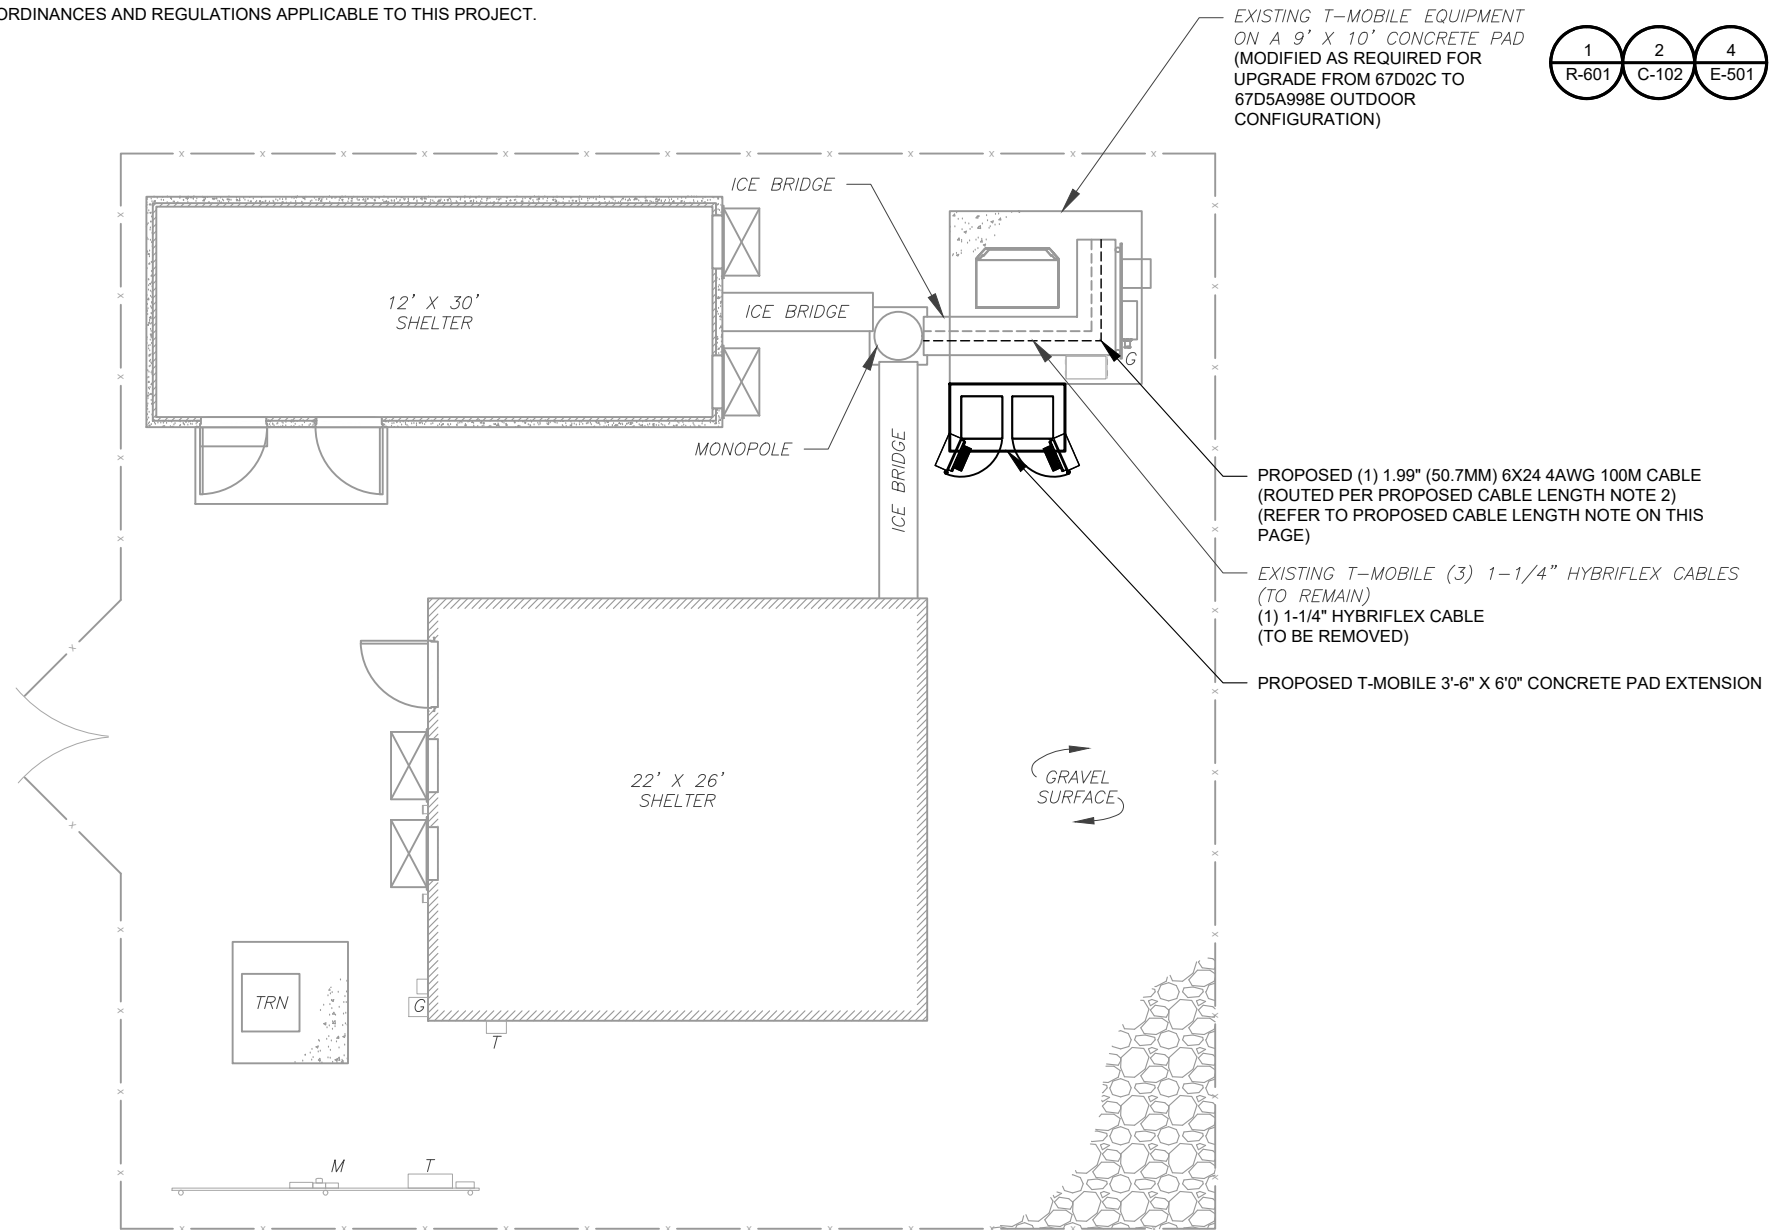 ORDINANCES AND REGULATIONS APPLICABLE TO THIS PROJECT.
EXISTING T-MOBILE EQUIPMENT
ON A 9' X 10' CONCRETE PAD
(MODIFIED AS REQUIRED FOR
UPGRADE FROM 67D02C TO
67D5A998E OUTDOOR
CONFIGURATION)
1
R-601
2
C-102
4
E-501
ICE BRIDGE
12' X 30'
SHELTER
ICE BRIDGE
G
MONOPOLE
ICE BRIDGE
PROPOSED (1) 1.99" (50.7MM) 6X24 4AWG 100M CABLE
(ROUTED PER PROPOSED CABLE LENGTH NOTE 2)
(REFER TO PROPOSED CABLE LENGTH NOTE ON THIS
PAGE)
EXISTING T-MOBILE (3) 1-1/4" HYBRIFLEX CABLES
(TO REMAIN)
(1) 1-1/4" HYBRIFLEX CABLE
(TO BE REMOVED)
PROPOSED T-MOBILE 3'-6" X 6'0" CONCRETE PAD EXTENSION
22' X 26'
SHELTER
GRAVEL
SURFACE
TRN
G
T
M
T